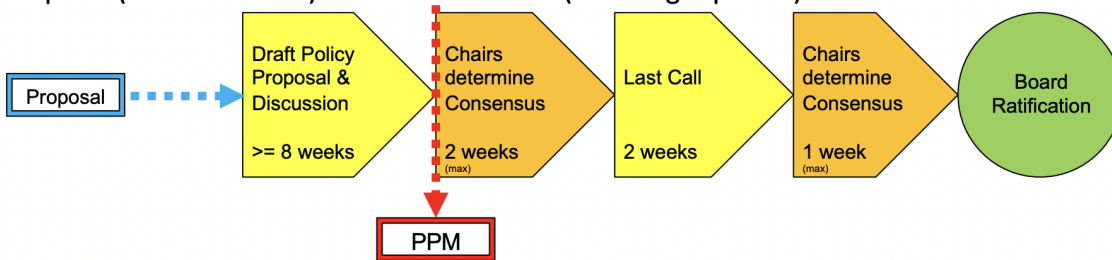 Proposal
Draft Policy
Proposal &
Discussion
>= 8 weeks
Chairs
determine
Consensus
2 weeks
(max)
Last Call
2 weeks
Chairs
determine
Consensus
1 week
(max)
Board
Ratification
PPM